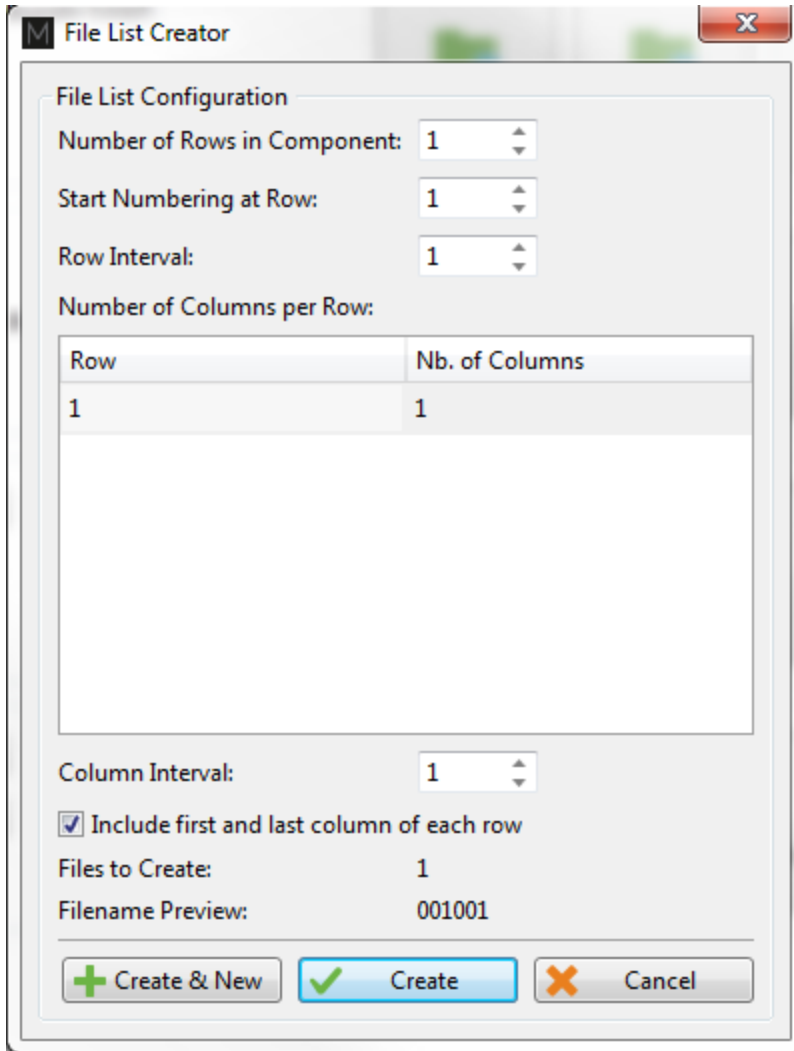 M File List Creator
File List Configuration
Number of Rows in Component: 1
Start Numbering at Row: 1
Row Interval: 1
Number of Columns per Row:
Row Nb. of Columns
1 1
Column Interval: 1
Include first and last column of each row
Files to Create: 1
Filename Preview: 001001
Create & New Create Cancel